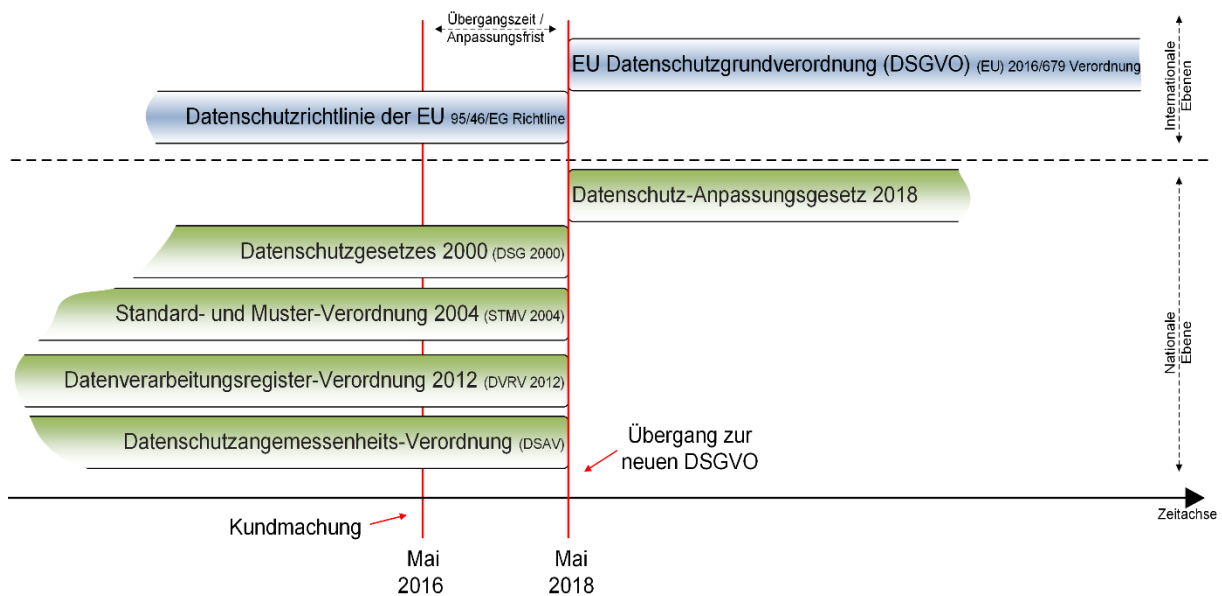 Übergangszeit /
Anpassungsfrist
EU Datenschutzgrundverordnung (DSGVO) (EU) 2016/679 Verordnung
Datenschutzrichtlinie der EU 95/46/EG Richtline
Internationale
Ebenen
Datenschutz-Anpassungsgesetz 2018
Datenschutzgesetzes 2000 (DSG 2000)
Standard- und Muster-Verordnung 2004 (STMV 2004)
Datenverarbeitungsregister-Verordnung 2012 (DVRV 2012)
Datenschutzangemessenheits-Verordnung (DSAV)
Nationale
Ebene
Übergang zur
neuen DSGVO
Zeitachse
Kundmachung
Mai
2016
Mai
2018